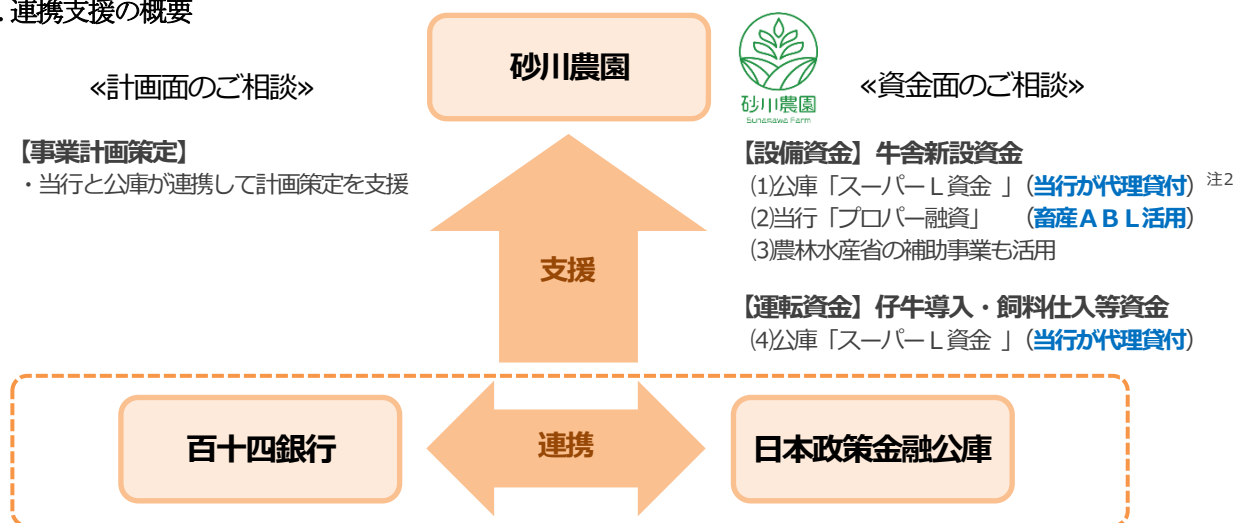 . 連携支援の概要
砂川農園
砂川農園
Sunagawa Farm
≪計画面のご相談≫
【事業計画策定】
・当行と公庫が連携して計画策定を支援
≪資金面のご相談≫
【設備資金】牛舎新設資金
⑴公庫「スーパーＬ資金 」（当行が代理貸付）注2
⑵当行「プロパー融資」　（畜産ＡＢＬ活用）
⑶農林水産省の補助事業も活用
【運転資金】仔牛導入・飼料仕入等資金
⑷公庫「スーパーＬ資金 」（当行が代理貸付）
支援
百十四銀行
連携
日本政策金融公庫